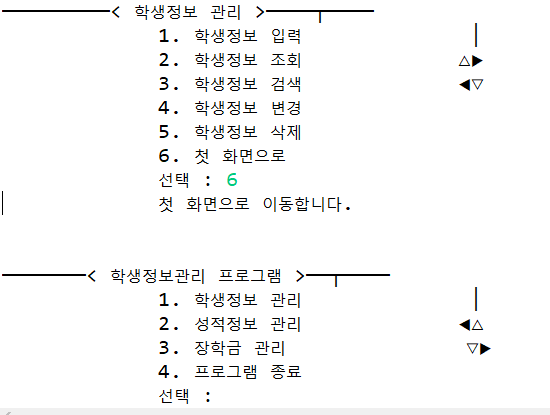 ────────< 학생정보 관리 >────┬────
1. 학생정보 입력 │
2. 학생정보 조회 △▶
3. 학생정보 검색 ◀▽
4. 학생정보 변경
5. 학생정보 삭제
6. 첫 화면으로
선택 : 6
첫 화면으로 이동합니다.
──────< 학생정보관리 프로그램 >──┬────
1. 학생정보 관리 │
2. 성적정보 관리 ◀△
3. 장학금 관리 ▽▶
4. 프로그램 종료
선택 :